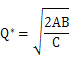 Q* = √(2AB/C)